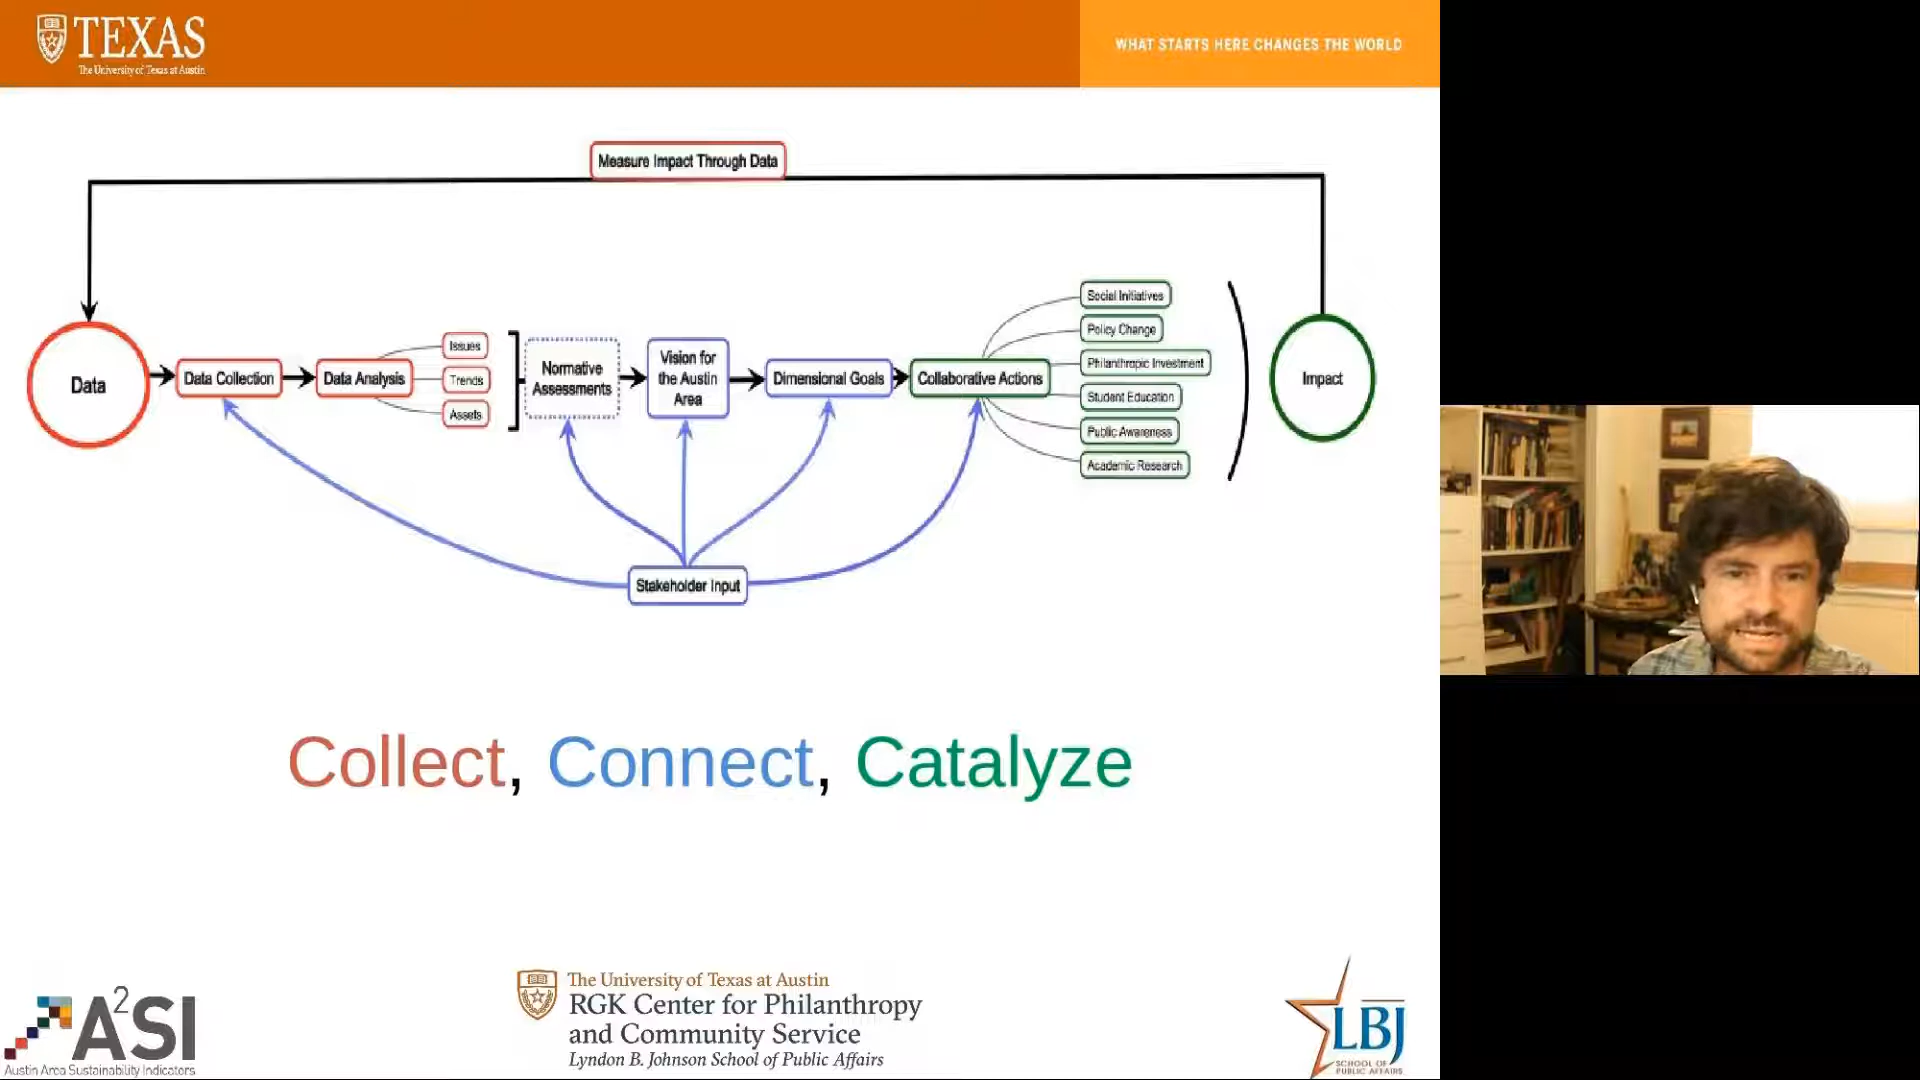 TEXAS
The University of Texas at Austin
WHAT STARTS HERE CHANGES THE WORLD
Measure Impact Through Data
Data
Data Collection
Data Analysis
Issues
Trends
Assets
Normative
Assessments
Vision for
the Austin
Area
Dimensional Goals
Collaborative Actions
Social Initiatives
Policy Change
Philanthropic Investment
Student Education
Public Awareness
Academic Research
Impact
Stakeholder Input
Collect, Connect, Catalyze
A²SI
Austin Area Sustainability Indicators
The University of Texas at Austin
RGK Center for Philanthropy
and Community Service
Lyndon B. Johnson School of Public Affairs
LBJ
SCHOOL OF
PUBLIC AFFAIRS